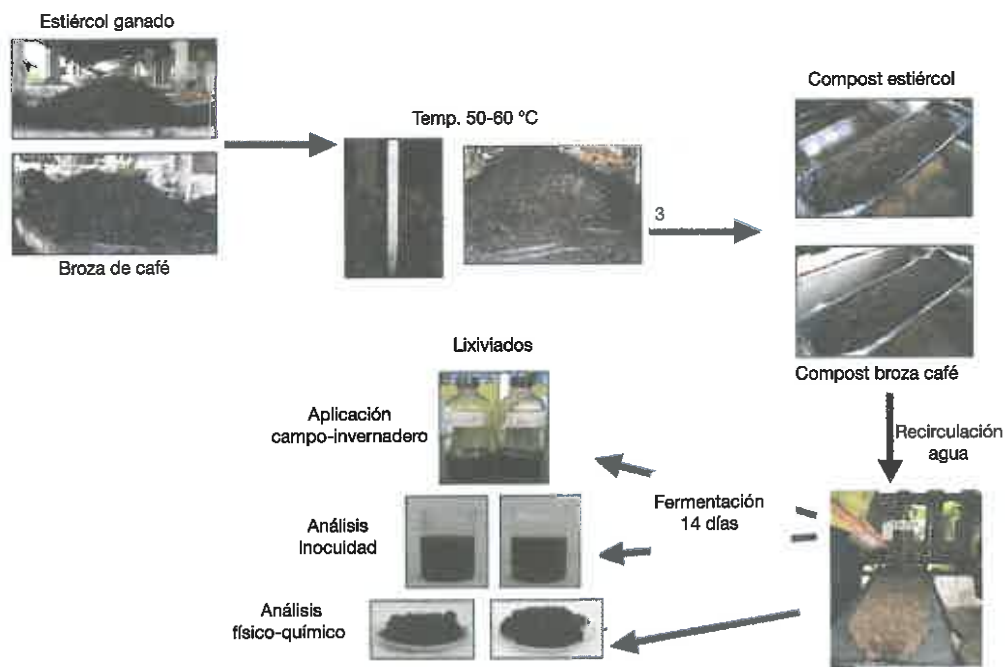 Estiércol ganado
Broza de café
Temp. 50-60 °C
3
Compost estiércol
Compost broza café
Recirculación
agua
Fermentación
14 días
Lixiviados
Aplicación
campo-invernadero
Análisis
Inocuidad
Análisis
físico-químico